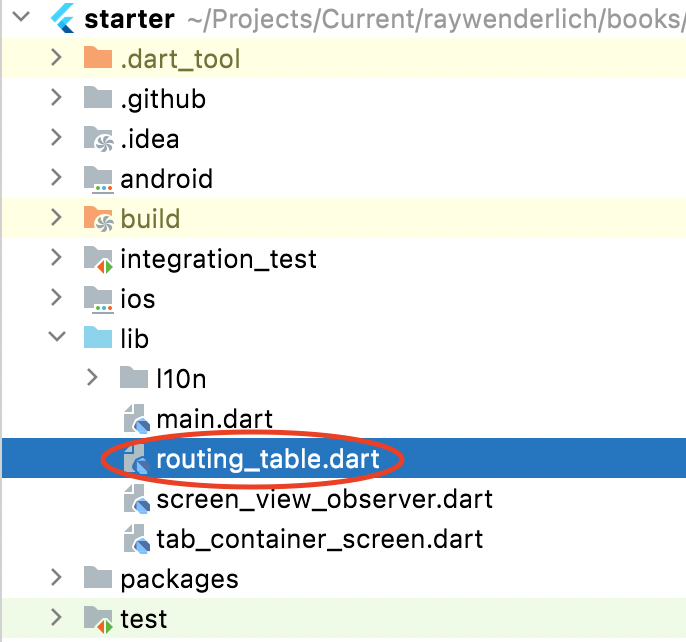 starter ~/Projects/Current/raywenderlich/books/
.dart_tool
.github
.idea
android
build
integration_test
ios
lib
l10n
main.dart
routing_table.dart
screen_view_observer.dart
tab_container_screen.dart
packages
test